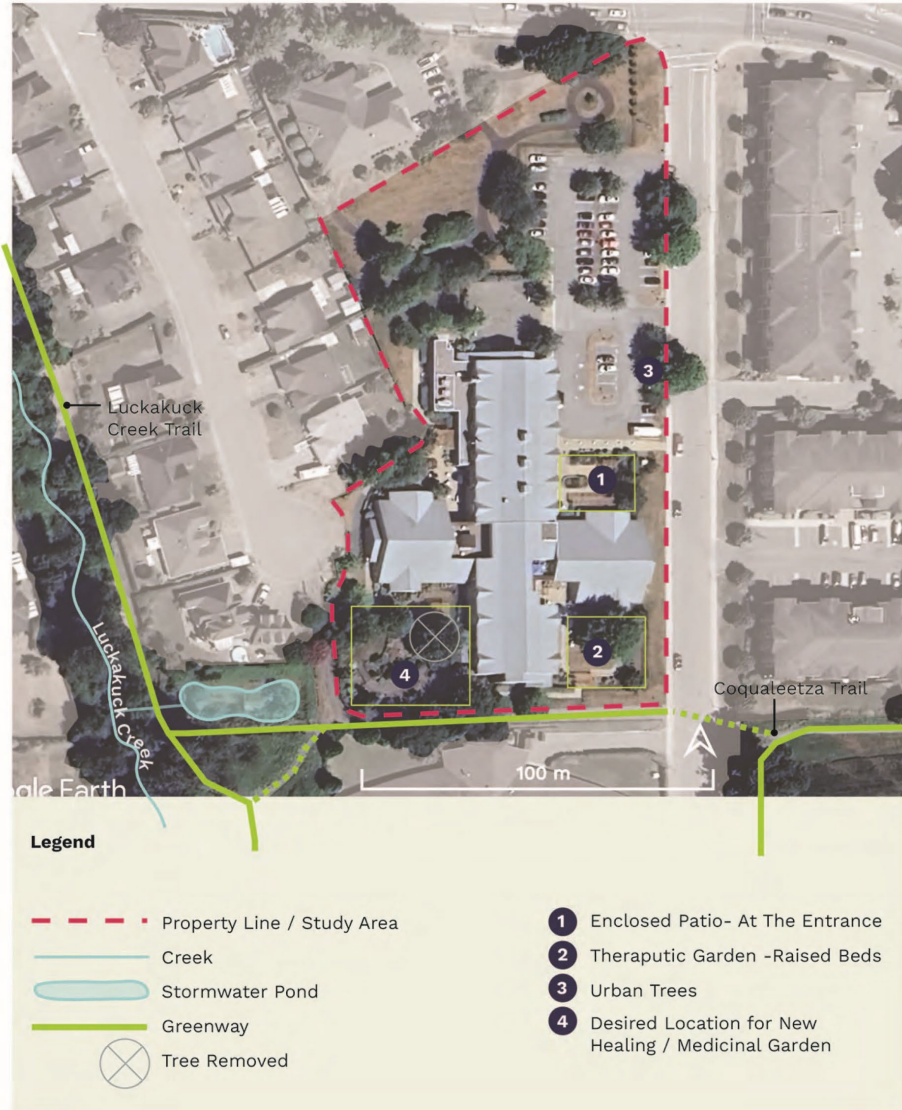 3
1
2
4
Luckakuck
Creek Trail
Luckakuck Creek
Coqualeetza Trail
100 m
gle Earth
Legend
Property Line / Study Area
Creek
Stormwater Pond
Greenway
Tree Removed
1 Enclosed Patio- At The Entrance
2 Theraputic Garden -Raised Beds
3 Urban Trees
4 Desired Location for New
Healing / Medicinal Garden